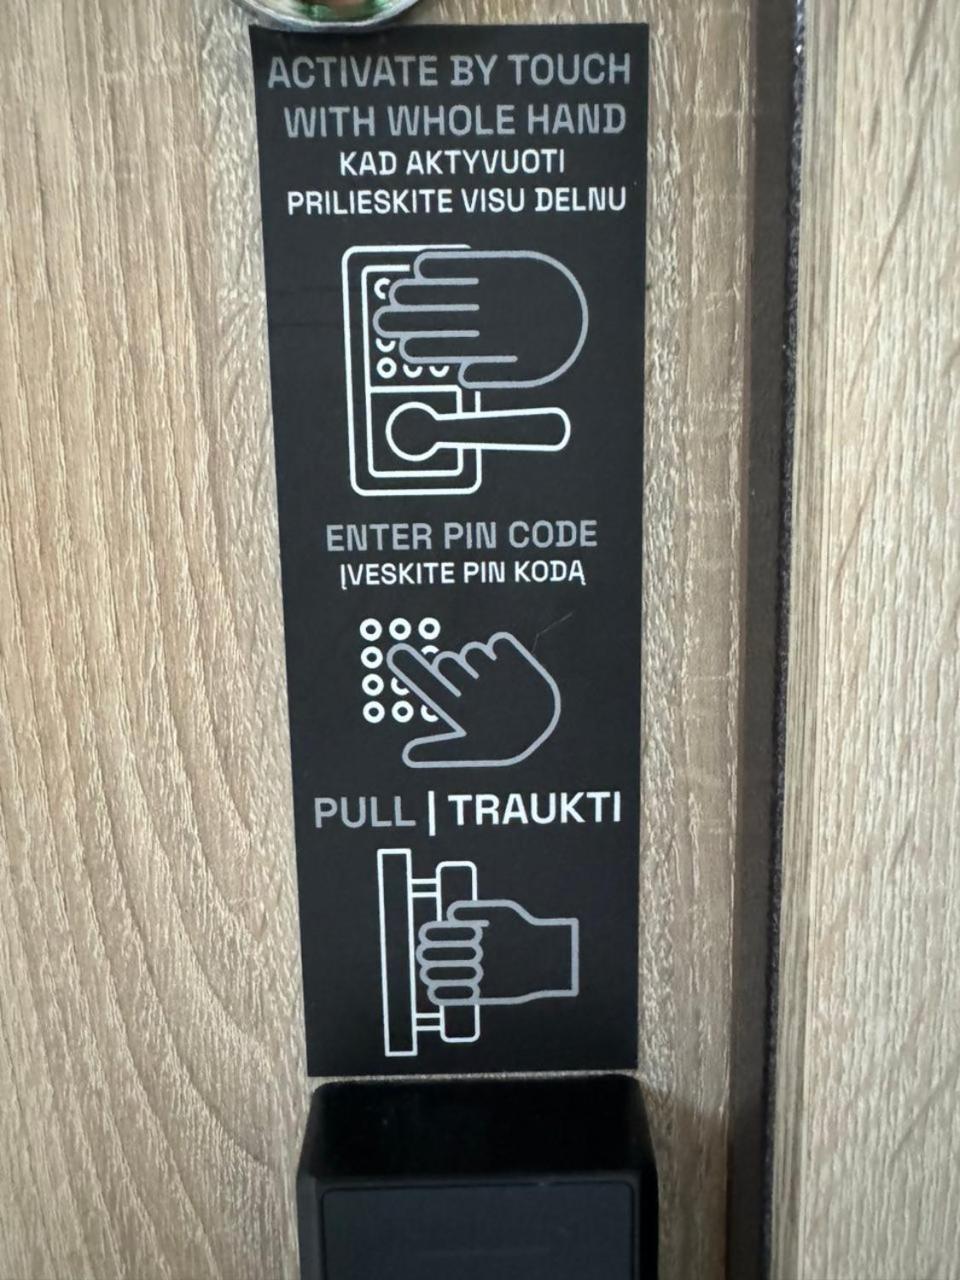 ACTIVATE BY TOUCH
WITH WHOLE HAND
KAD AKTYVUOTI
PRILIESKITE VISU DELNU
ENTER PIN CODE
ĮVESKITE PIN KODĄ
PULL | TRAUKTI